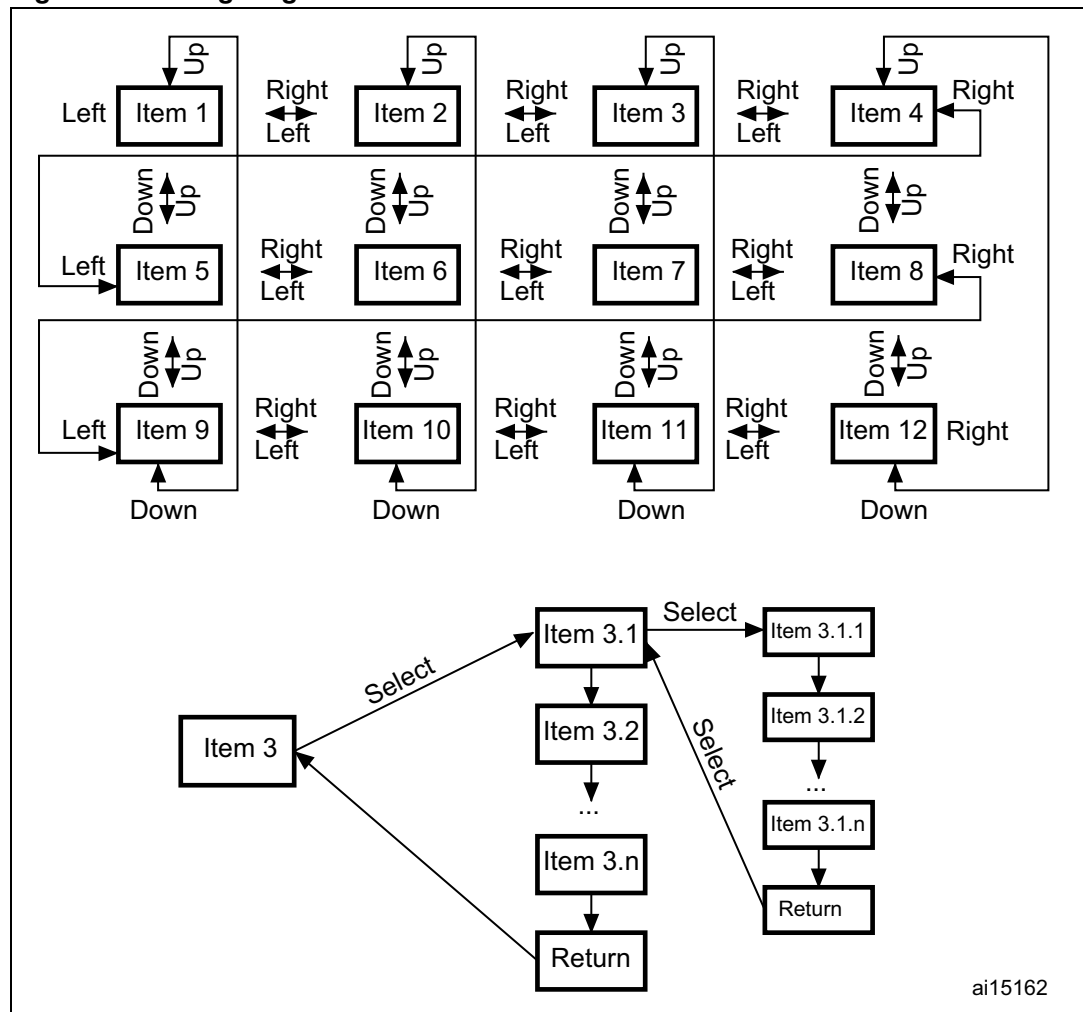 Up Up Up Up
Right Right Right Right
Left Item 1 Item 2 Item 3 Item 4
Left Left Left
Down Up Down Up Down Up Down Up
Left Right Right Right Right
Item 5 Item 6 Item 7 Item 8
Left Left Left
Down Up Down Up Down Up Down Up
Right Right Right
Left Item 9 Item 10 Item 11 Item 12 Right
Left Left Left
Down Down Down Down
Select
Item 3.1 Item 3.1.1
Select
Item 3.1.2
Item 3 Item 3.2
Select
... ...
Item 3.1.n
Item 3.n
Return
Return
ai15162